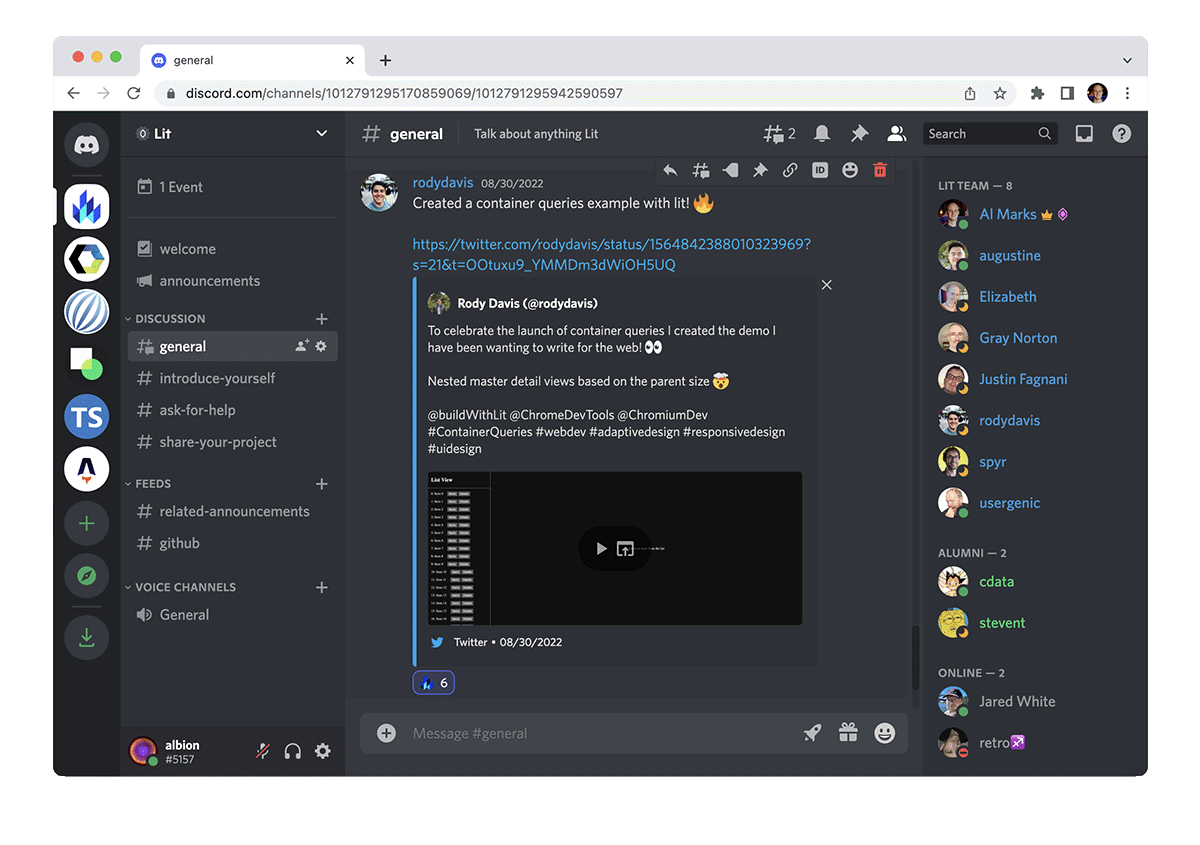 general
discord.com/channels/1012791295170859069/1012791295942590597
Lit
1 Event
welcome
announcements
DISCUSSION
general
introduce-yourself
ask-for-help
share-your-project
FEEDS
related-announcements
github
VOICE CHANNELS
General
TS
albion
#5157
general
Talk about anything Lit
2
Search
ID
rodydavis 08/30/2022
Created a container queries example with lit! 🔥
https://twitter.com/rodydavis/status/1564842388010323969?
s=21&t=OOtuxu9_YMMDm3dWiOH5UQ
Rody Davis (@rodydavis)
To celebrate the launch of container queries I created the demo I
have been wanting to write for the web! 👀
Nested master detail views based on the parent size 🤯
@buildWithLit @ChromeDevTools @ChromiumDev
#ContainerQueries #webdev #adaptivedesign #responsivedesign
#uidesign
List View
Twitter • 08/30/2022
6
Message #general
LIT TEAM — 8
Al Marks
augustine
Elizabeth
Gray Norton
Justin Fagnani
rodydavis
spyr
usergenic
ALUMNI — 2
cdata
stevent
ONLINE — 2
Jared White
retro♐